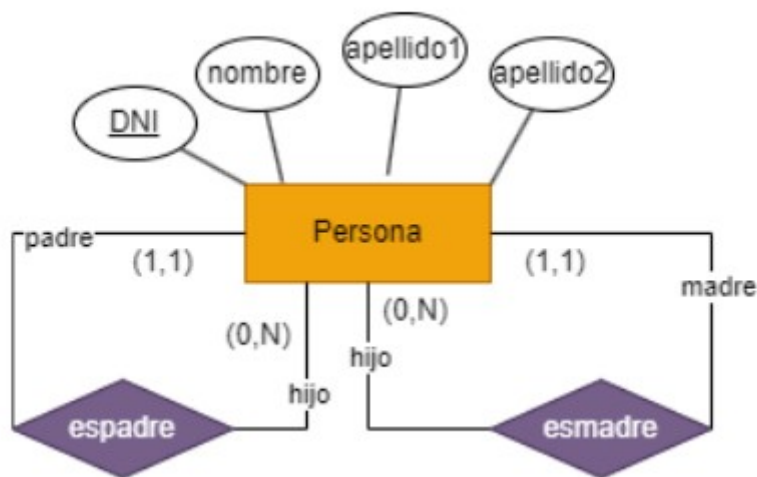 apellido1
nombre
apellido2
DNI
Persona
padre
(1,1)
(1,1)
madre
(0,N)
(0,N)
hijo
hijo
espadre
esmadre